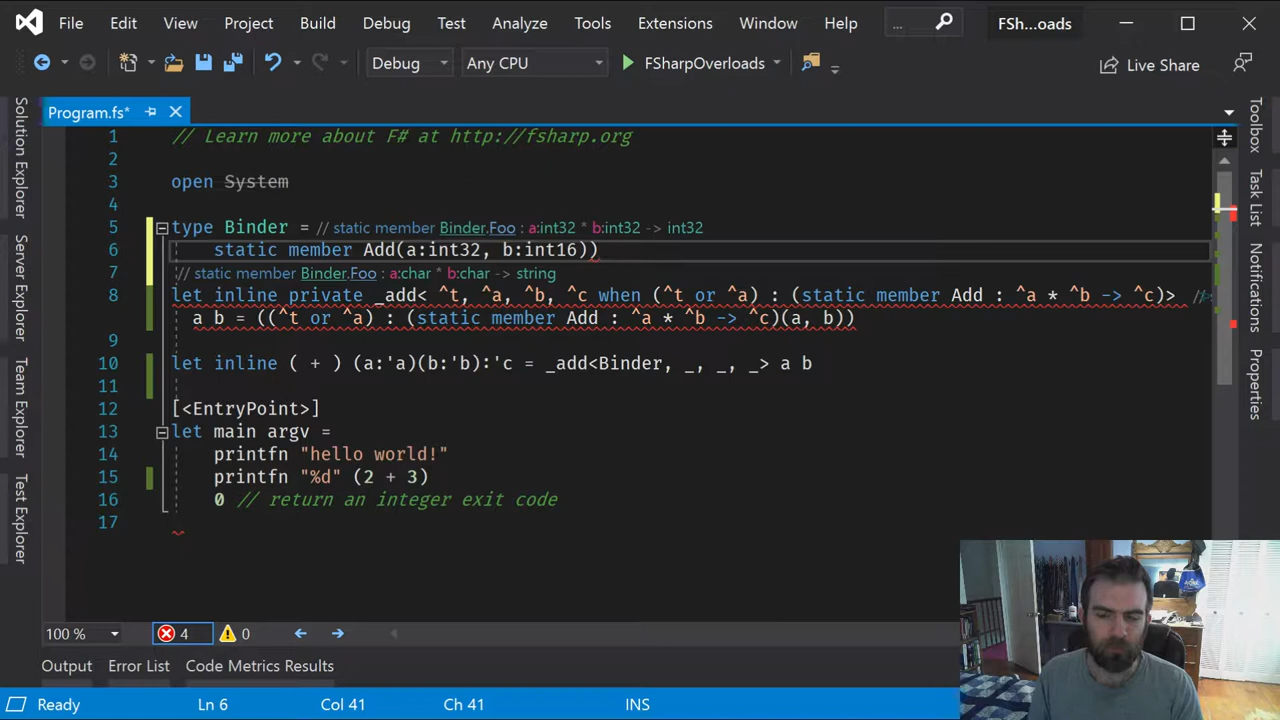 File Edit View Project Build Debug Test Analyze Tools Extensions Window Help ... FSh...oads
Debug Any CPU FSharpOverloads Live Share
Program.fs*
Solution Explorer
Server Explorer
Team Explorer
Test Explorer
1 // Learn more about F# at http://fsharp.org
2
3 open System
4
5 type Binder = // static member Binder.Foo : a:int32 * b:int32 -> int32
6 static member Add(a:int32, b:int16))
7 // static member Binder.Foo : a:char * b:char -> string
8 let inline private _add< ^t, ^a, ^b, ^c when (^t or ^a) : (static member Add : ^a * ^b -> ^c)> //
a b = ((^t or ^a) : (static member Add : ^a * ^b -> ^c)(a, b))
9
10 let inline ( + ) (a:'a)(b:'b):'c = _add<Binder, _, _, _> a b
11
12 [<EntryPoint>]
13 let main argv =
14 printfn "hello world!"
15 printfn "%d" (2 + 3)
16 0 // return an integer exit code
17
Toolbox
Task List
Notifications
Properties
100 % 4 0
Output Error List Code Metrics Results
Ready Ln 6 Col 41 Ch 41 INS